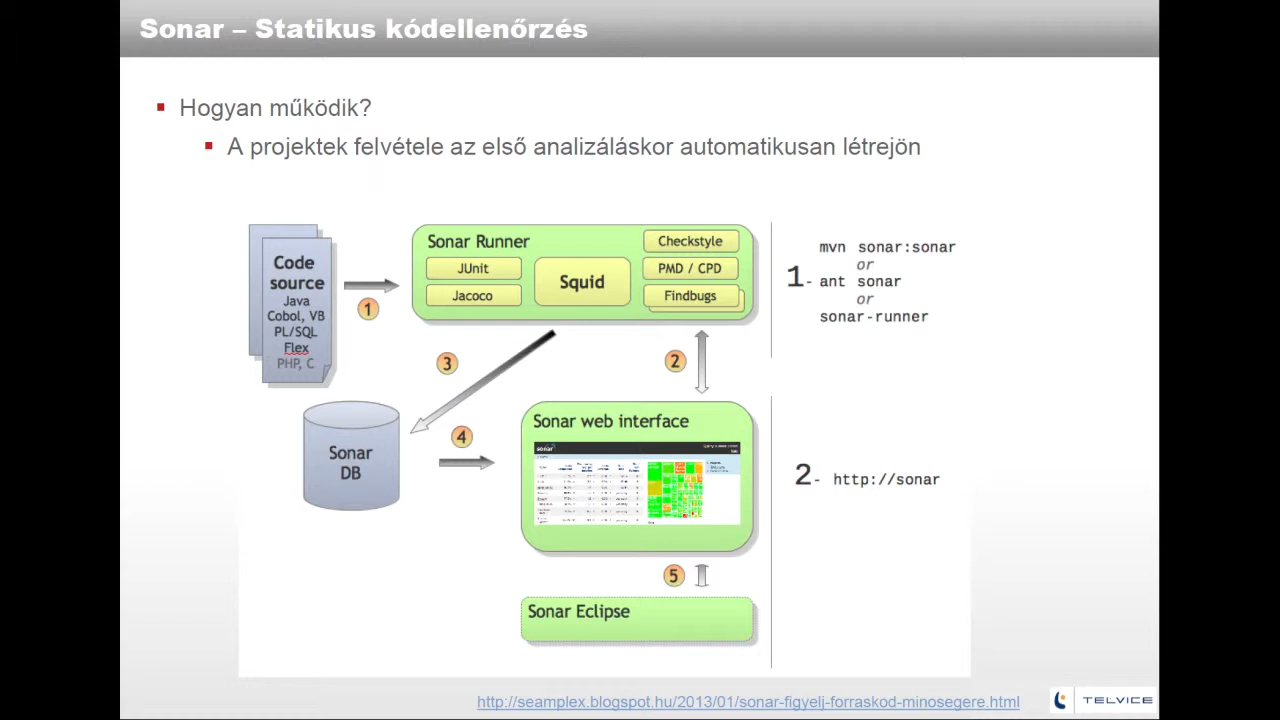 Sonar – Statikus kódellenőrzés
Hogyan működik?
A projektek felvétele az első analizáláskor automatikusan létrejön
Code
source
Java
Cobol, VB
PL/SQL
Flex
PHP, C
1
Sonar Runner
JUnit
Jacoco
Squid
Checkstyle
PMD / CPD
Findbugs
1- mvn sonar:sonar
or
ant sonar
or
sonar-runner
3
2
Sonar
DB
4
Sonar web interface
sonar
2- http://sonar
5
Sonar Eclipse
http://seamplex.blogspot.hu/2013/01/sonar-figyelj-forraskod-minosegere.html
TELVICE